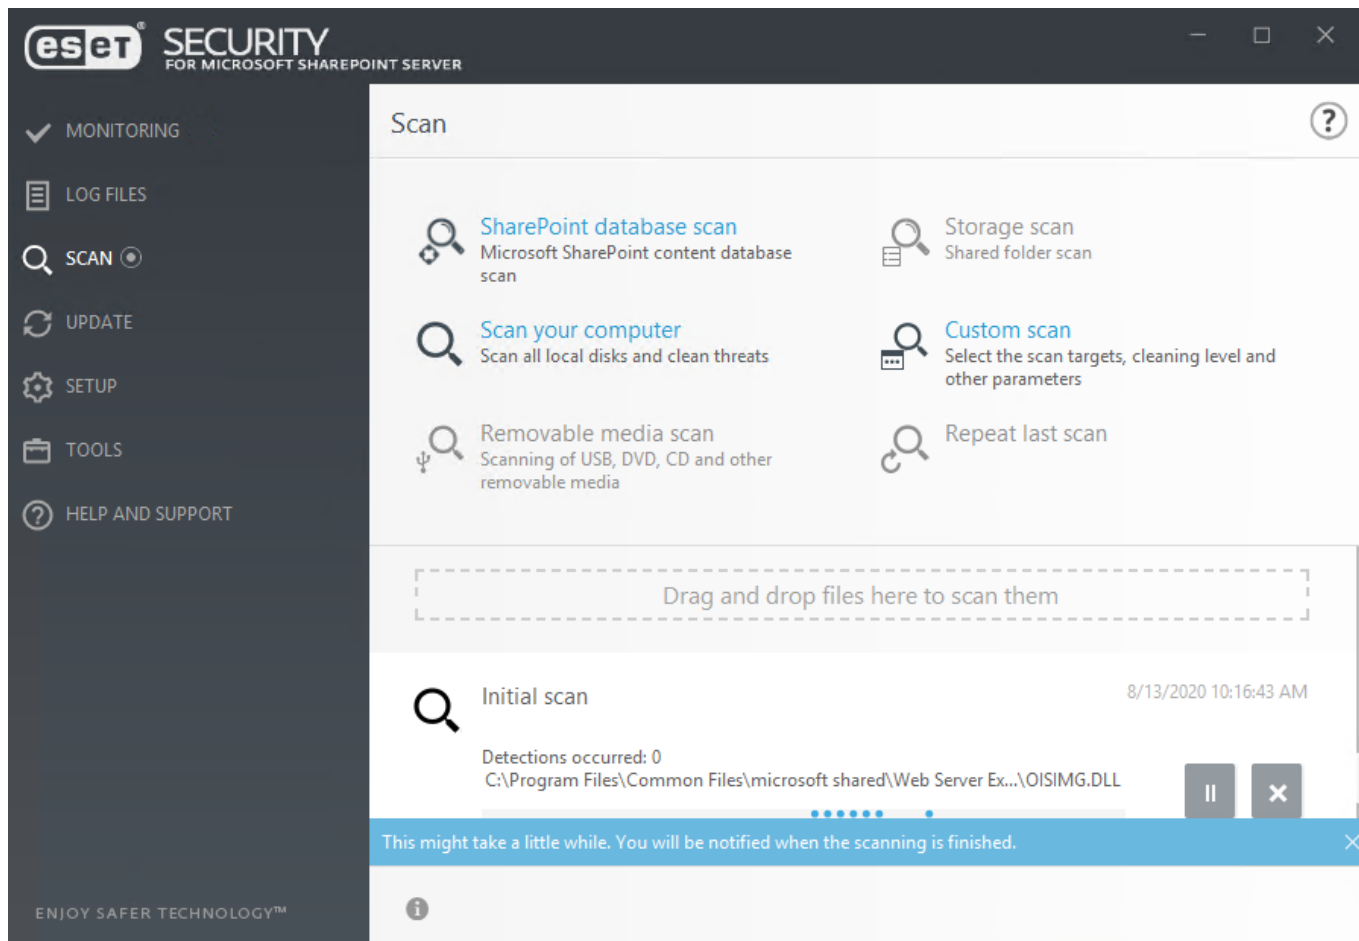 eset® SECURITY
FOR MICROSOFT SHAREPOINT SERVER
MONITORING
LOG FILES
SCAN
UPDATE
SETUP
TOOLS
HELP AND SUPPORT
ENJOY SAFER TECHNOLOGY™
Scan
?
SharePoint database scan
Microsoft SharePoint content database
scan
Storage scan
Shared folder scan
Scan your computer
Scan all local disks and clean threats
Custom scan
Select the scan targets, cleaning level and
other parameters
Removable media scan
Scanning of USB, DVD, CD and other
removable media
Repeat last scan
Drag and drop files here to scan them
Initial scan
8/13/2020 10:16:43 AM
Detections occurred: 0
C:\Program Files\Common Files\microsoft shared\Web Server Ex...\OISIMG.DLL
This might take a little while. You will be notified when the scanning is finished.